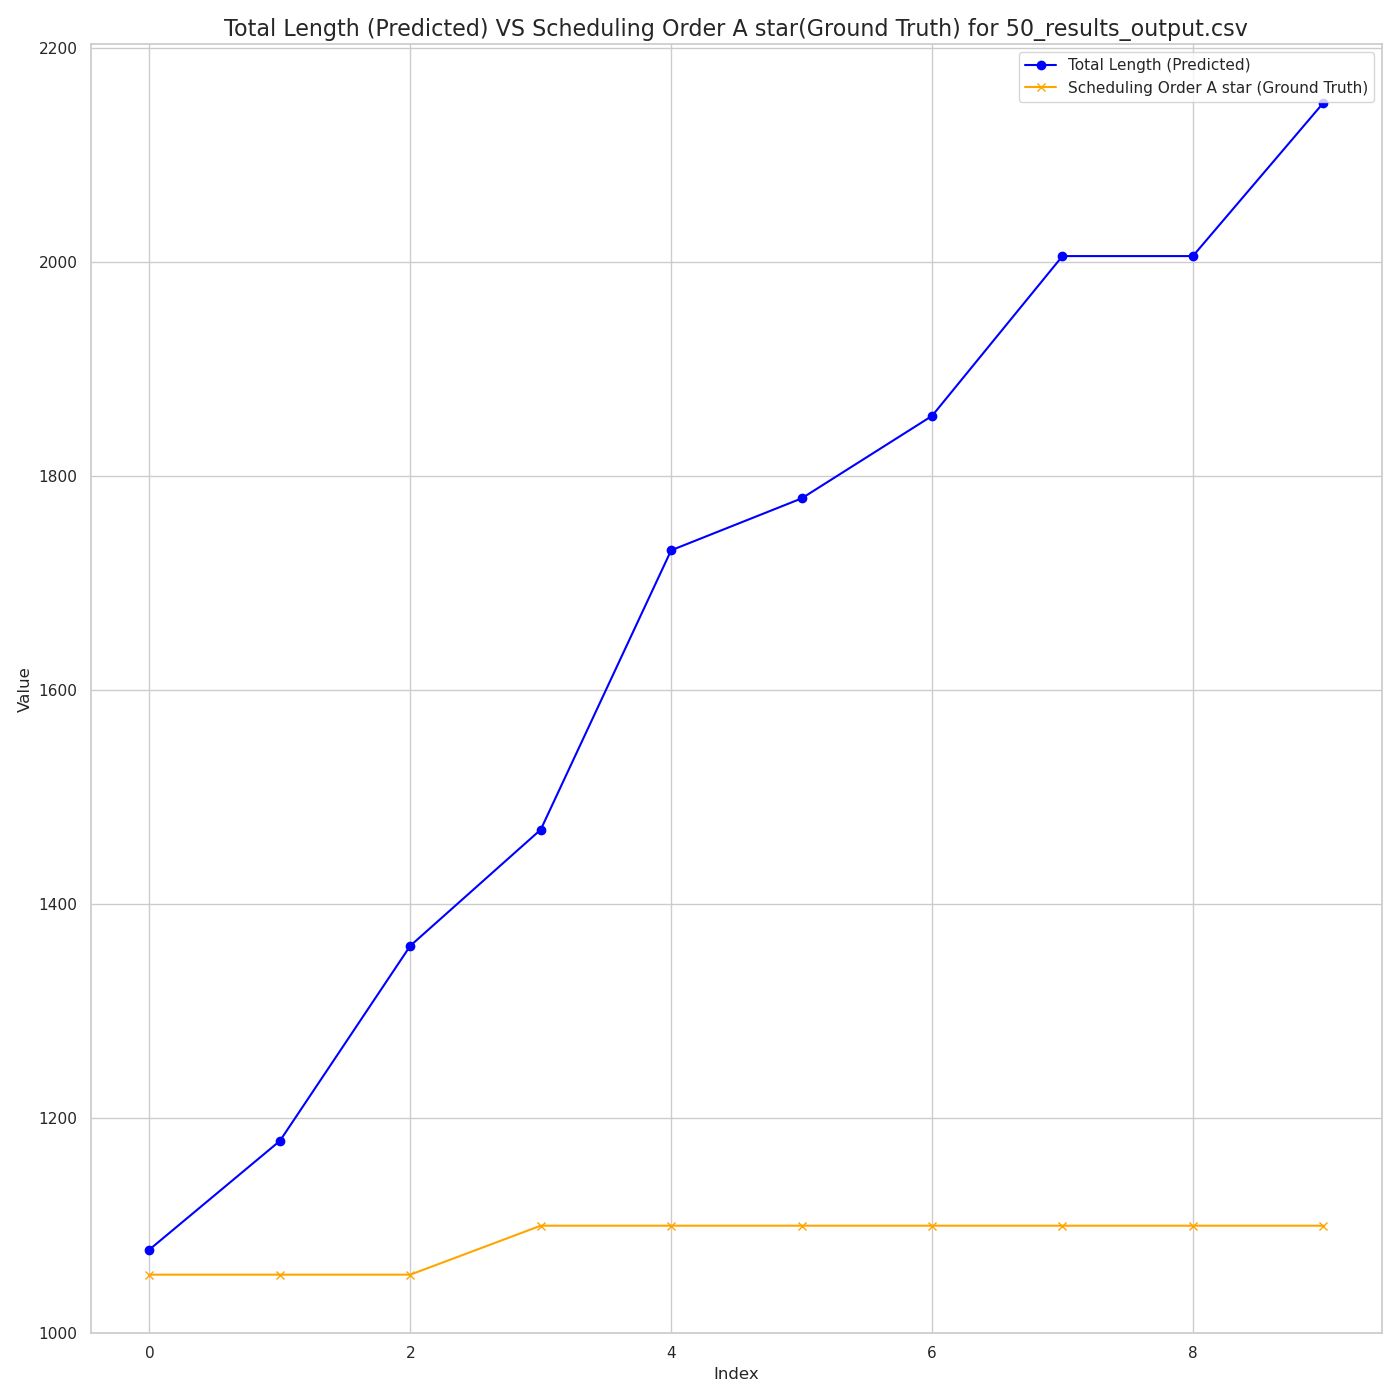 Total Length (Predicted) VS Scheduling Order A star(Ground Truth) for 50_results_output.csv
Total Length (Predicted)
Scheduling Order A star (Ground Truth)
2200
2000
1800
1600
1400
1200
1000
Value
0 2 4 6 8
Index